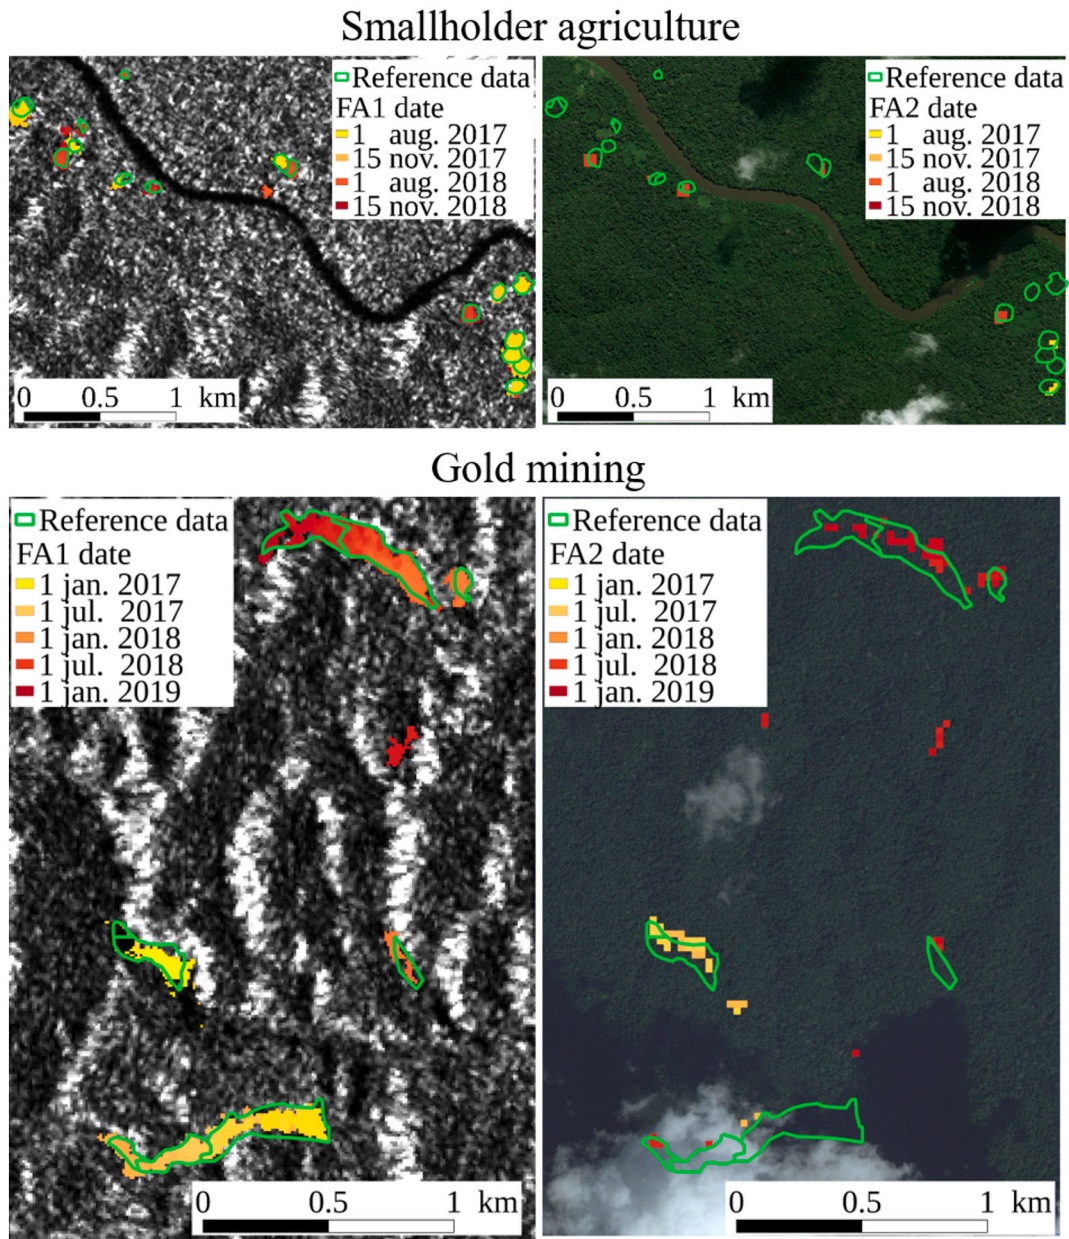 Smallholder agriculture
Reference data
FA1 date
1 aug. 2017
15 nov. 2017
1 aug. 2018
15 nov. 2018
0 0.5 1 km
Reference data
FA2 date
1 aug. 2017
15 nov. 2017
1 aug. 2018
15 nov. 2018
0 0.5 1 km
Gold mining
Reference data
FA1 date
1 jan. 2017
1 jul. 2017
1 jan. 2018
1 jul. 2018
1 jan. 2019
0 0.5 1 km
Reference data
FA2 date
1 jan. 2017
1 jul. 2017
1 jan. 2018
1 jul. 2018
1 jan. 2019
0 0.5 1 km